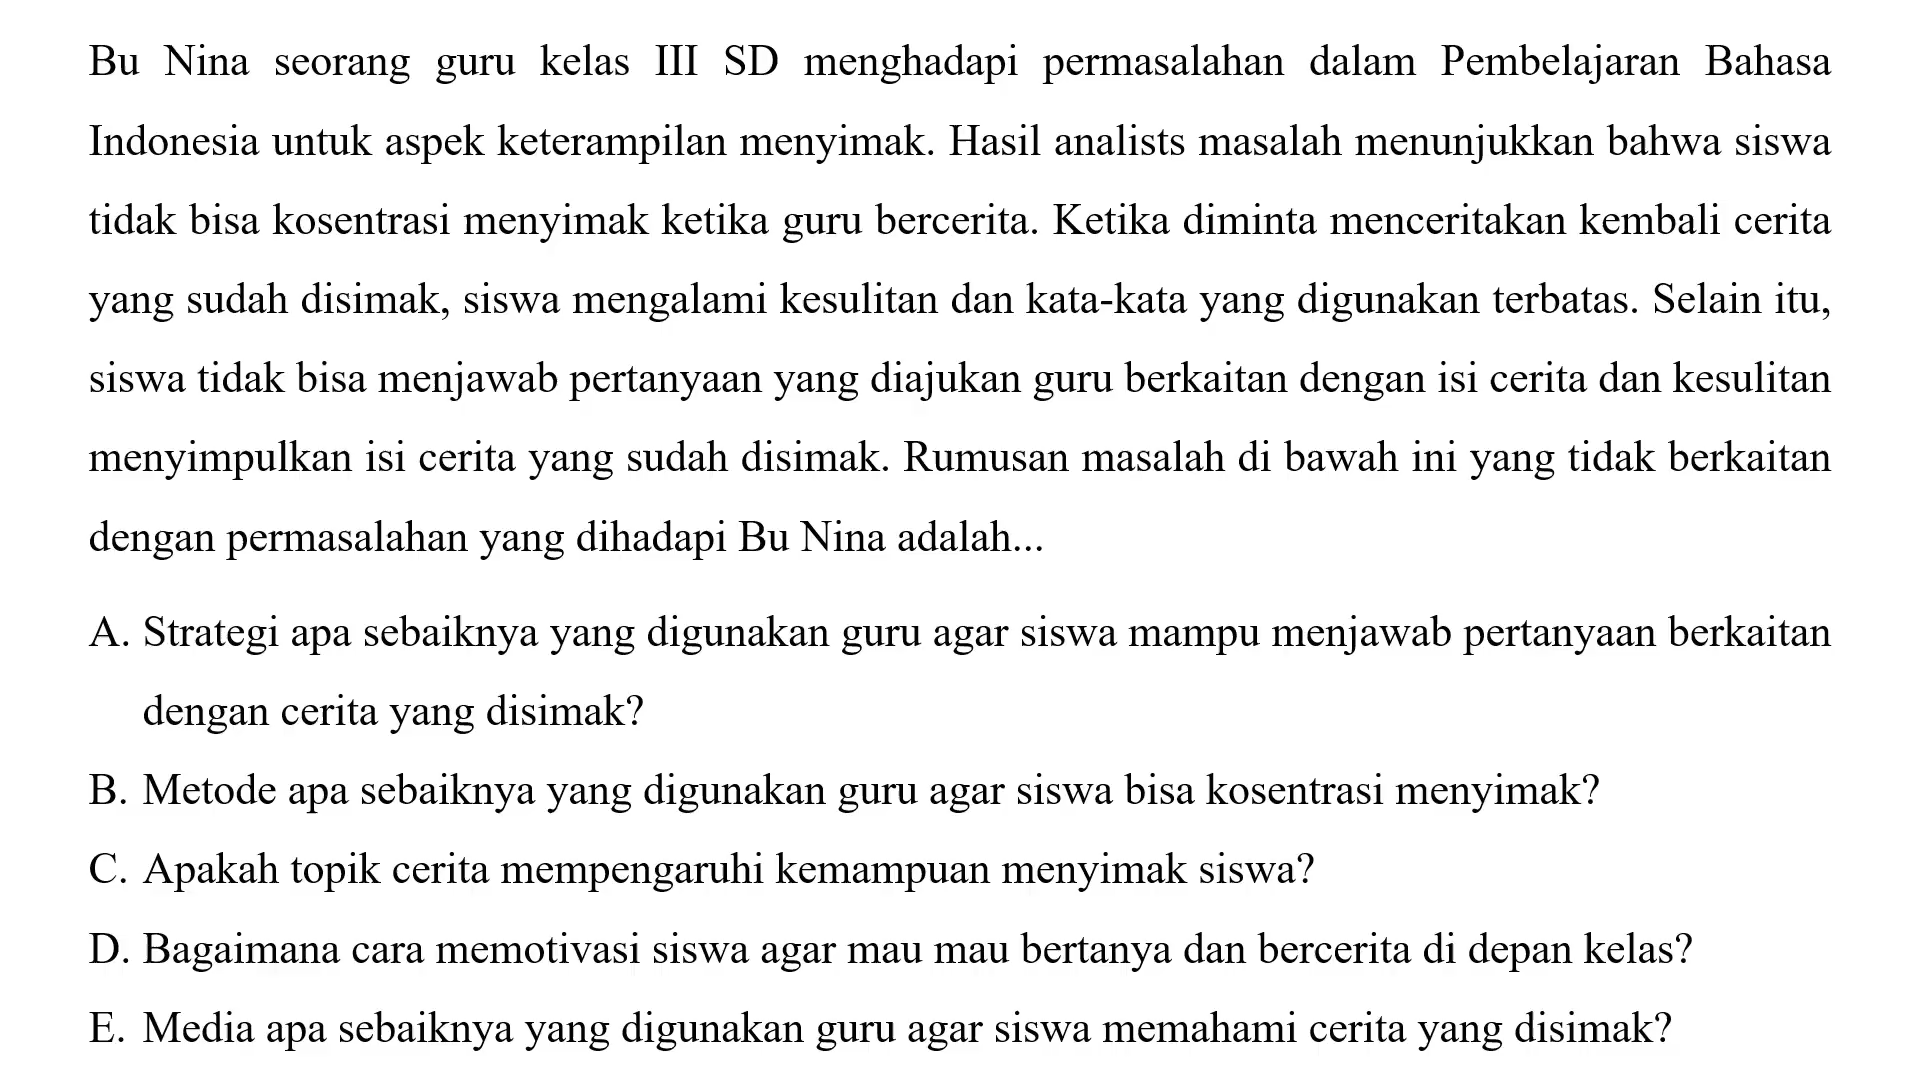 Bu Nina seorang guru kelas III SD menghadapi permasalahan dalam Pembelajaran Bahasa
Indonesia untuk aspek keterampilan menyimak. Hasil analists masalah menunjukkan bahwa siswa
tidak bisa kosentrasi menyimak ketika guru bercerita. Ketika diminta menceritakan kembali cerita
yang sudah disimak, siswa mengalami kesulitan dan kata-kata yang digunakan terbatas. Selain itu,
siswa tidak bisa menjawab pertanyaan yang diajukan guru berkaitan dengan isi cerita dan kesulitan
menyimpulkan isi cerita yang sudah disimak. Rumusan masalah di bawah ini yang tidak berkaitan
dengan permasalahan yang dihadapi Bu Nina adalah...
A. Strategi apa sebaiknya yang digunakan guru agar siswa mampu menjawab pertanyaan berkaitan
dengan cerita yang disimak?
B. Metode apa sebaiknya yang digunakan guru agar siswa bisa kosentrasi menyimak?
C. Apakah topik cerita mempengaruhi kemampuan menyimak siswa?
D. Bagaimana cara memotivasi siswa agar mau mau bertanya dan bercerita di depan kelas?
E. Media apa sebaiknya yang digunakan guru agar siswa memahami cerita yang disimak?